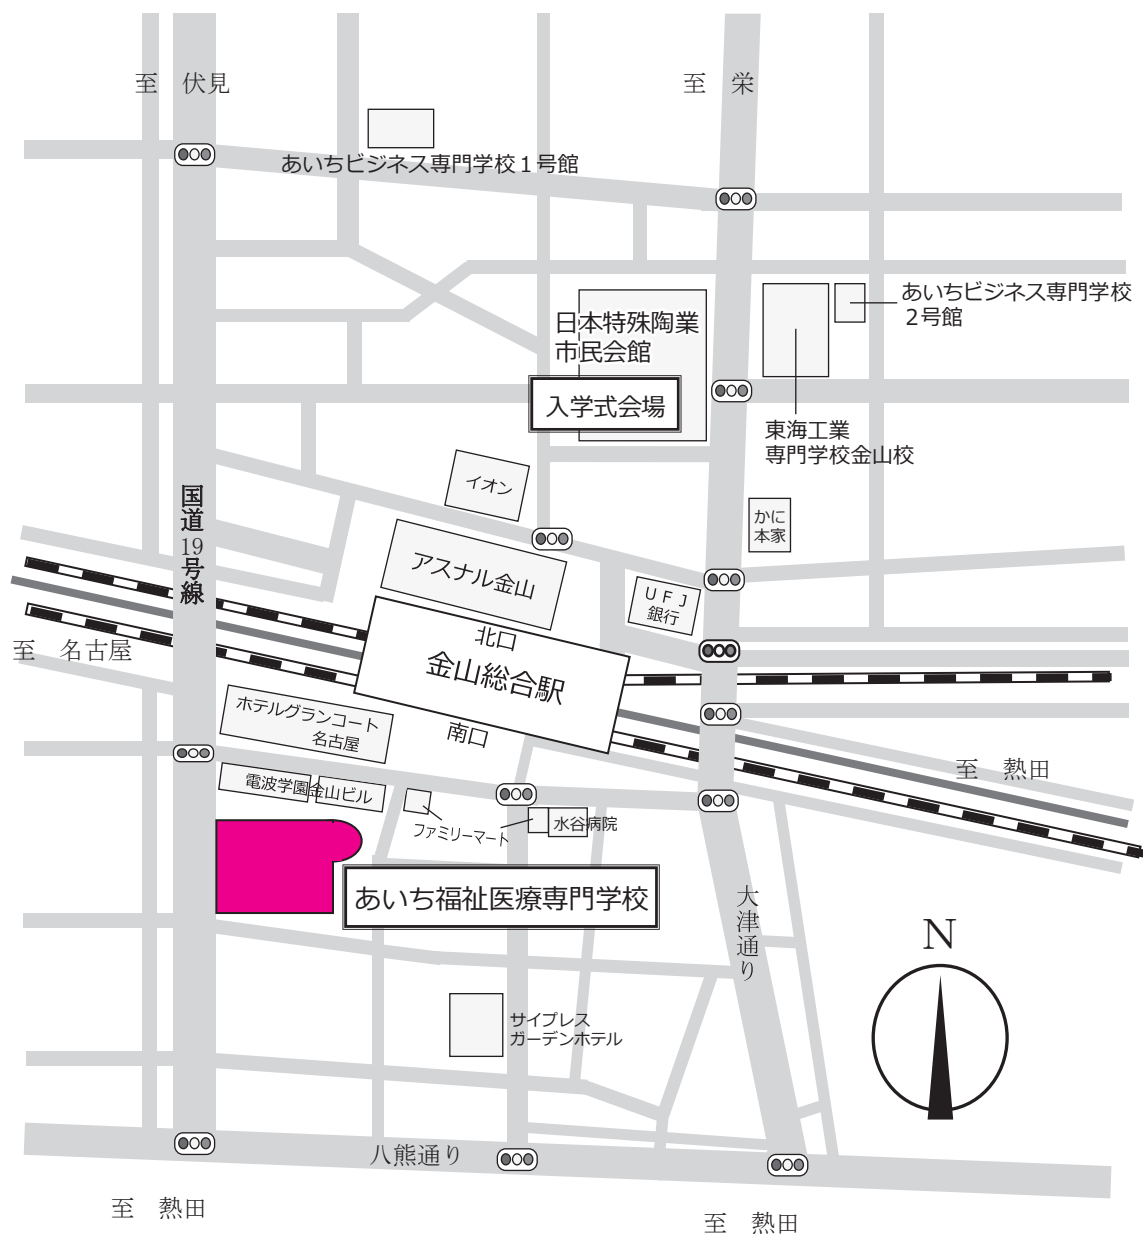 至　伏見
至　栄
あいちビジネス専門学校１号館
あいちビジネス専門学校
２号館
日本特殊陶業
市民会館
入学式会場
東海工業
専門学校金山校
イオン
国道19号線
かに
本家
アスナル金山
ＵＦＪ
銀行
北口
至　名古屋
金山総合駅
ホテルグランコート
名古屋
南口
至　熱田
電波学園金山ビル
ファミリーマート
水谷病院
あいち福祉医療専門学校
大津通り
N
サイプレス
ガーデンホテル
八熊通り
至　熱田
至　熱田